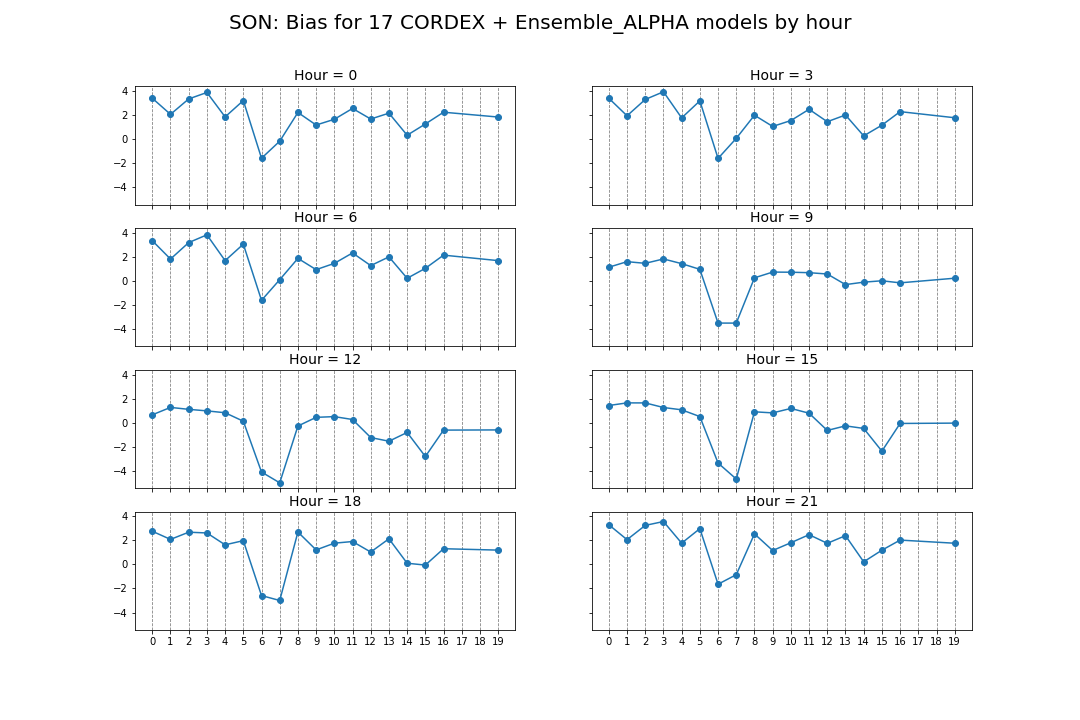 SON: Bias for 17 CORDEX + Ensemble_ALPHA models by hour
Hour = 0
4
2
0
−2
−4
Hour = 3
Hour = 6
4
2
0
−2
−4
Hour = 9
Hour = 12
4
2
0
−2
−4
Hour = 15
Hour = 18
4
2
0
−2
−4
0 1 2 3 4 5 6 7 8 9 10 11 12 13 14 15 16 17 18 19
Hour = 21
0 1 2 3 4 5 6 7 8 9 10 11 12 13 14 15 16 17 18 19